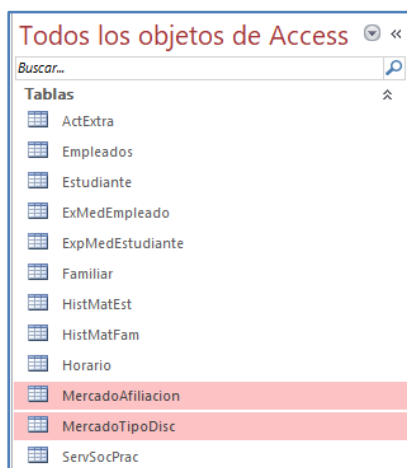 Todos los objetos de Access
Buscar...
Tablas
ActExtra
Empleados
Estudiante
ExMedEmpleado
ExpMedEstudiante
Familiar
HistMatEst
HistMatFam
Horario
MercadoAfiliacion
MercadoTipoDisc
ServSocPrac